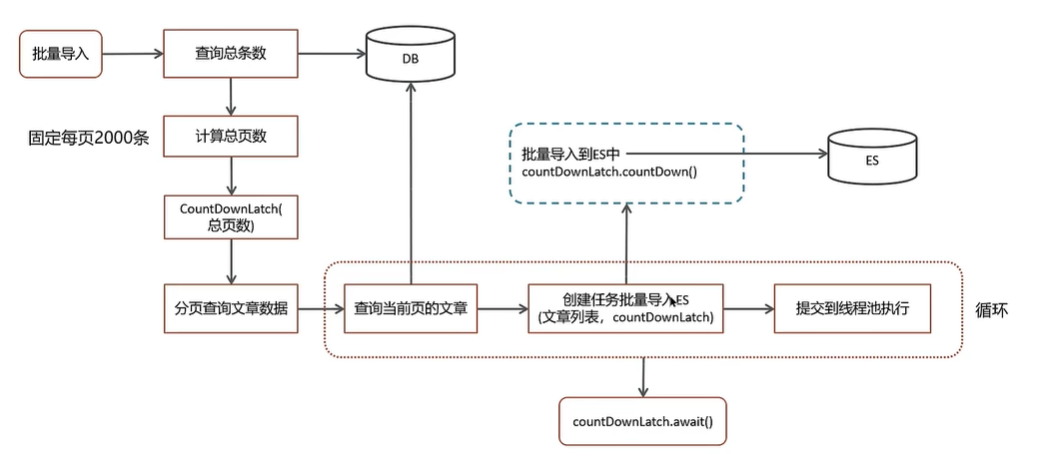 批量导入
查询总条数
DB
固定每页2000条
计算总页数
批量导入到ES中
countDownLatch.countDown()
ES
CountDownLatch(
总页数)
分页查询文章数据
查询当前页的文章
创建任务批量导入ES
(文章列表，countDownLatch)
提交到线程池执行
循环
countDownLatch.await()